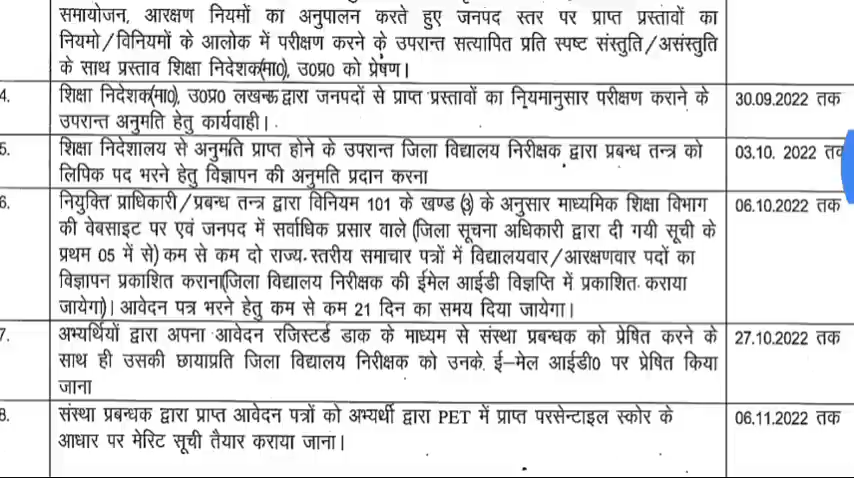 समायोजन, आरक्षण नियमों का अनुपालन करते हुए जनपद स्तर पर प्राप्त प्रस्तावों का
नियमो/विनियमों के आलोक में परीक्षण करने के उपरान्त सत्यापित प्रति स्पष्ट संस्तुति/असंस्तुति
के साथ प्रस्ताव शिक्षा निदेशक(मा0), उ0प्र0 को प्रेषण।
4. शिक्षा निदेशक(मा0), उ0प्र0 लखनऊ द्वारा जनपदों से प्राप्त प्रस्तावों का नियमानुसार परीक्षण कराने के 30.09.2022 तक
उपरान्त अनुमति हेतु कार्यवाही।
5. शिक्षा निदेशालय से अनुमति प्राप्त होने के उपरान्त जिला विद्यालय निरीक्षक द्वारा प्रबन्ध तन्त्र को 03.10. 2022 तक
लिपिक पद भरने हेतु विज्ञापन की अनुमति प्रदान करना
6. नियुक्ति प्राधिकारी/प्रबन्ध तन्त्र द्वारा विनियम 101 के खण्ड (3) के अनुसार माध्यमिक शिक्षा विभाग 06.10.2022 तक
की वेबसाइट पर एवं जनपद में सर्वाधिक प्रसार वाले (जिला सूचना अधिकारी द्वारा दी गयी सूची के
प्रथम 05 में से) कम से कम दो राज्य-स्तरीय समाचार पत्रों में विद्यालयवार/आरक्षणवार पदों का
विज्ञापन प्रकाशित कराना(जिला विद्यालय निरीक्षक की ईमेल आईडी विज्ञप्ति में प्रकाशित कराया
जायेगा)। आवेदन पत्र भरने हेतु कम से कम 21 दिन का समय दिया जायेगा।
7. अभ्यर्थियों द्वारा अपना आवेदन रजिस्टर्ड डाक के माध्यम से संस्था प्रबन्धक को प्रेषित करने के 27.10.2022 तक
साथ ही उसकी छायाप्रति जिला विद्यालय निरीक्षक को उनके ई–मेल आईडी0 पर प्रेषित किया
जाना
8. संस्था प्रबन्धक द्वारा प्राप्त आवेदन पत्रों को अभ्यर्थी द्वारा PET में प्राप्त परसेन्टाइल स्कोर के 06.11.2022 तक
आधार पर मेरिट सूची तैयार कराया जाना।